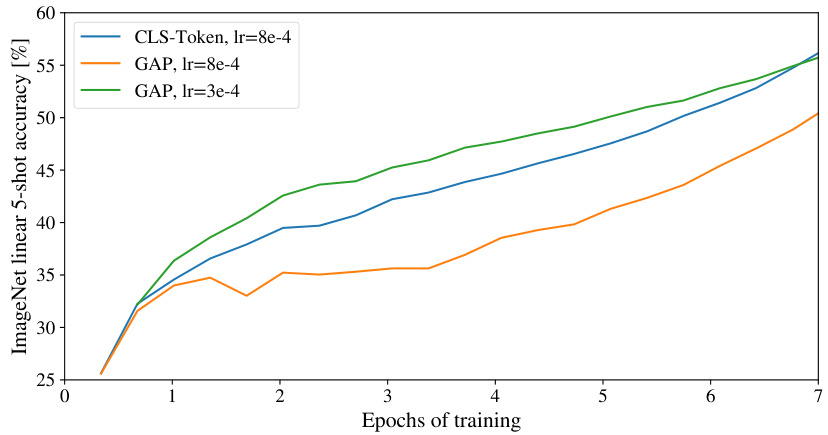 60
55
50
45
40
35
30
25
ImageNet linear 5-shot accuracy [%]
CLS-Token, lr=8e-4
GAP, lr=8e-4
GAP, lr=3e-4
0 1 2 3 4 5 6 7
Epochs of training